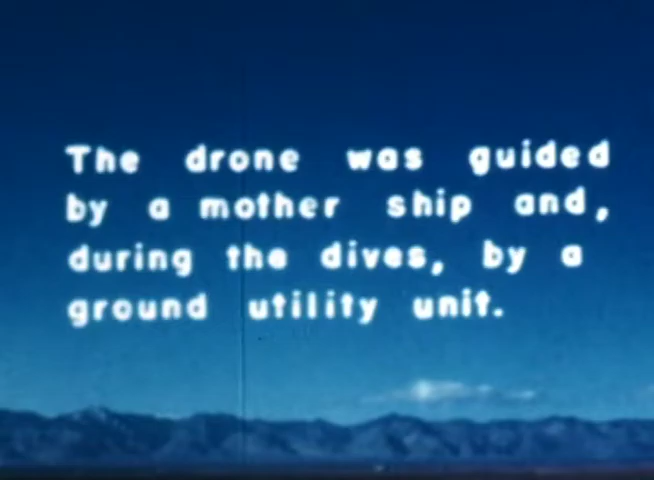 The drone was guided
by a mother ship and,
during the dives, by a
ground utility unit.